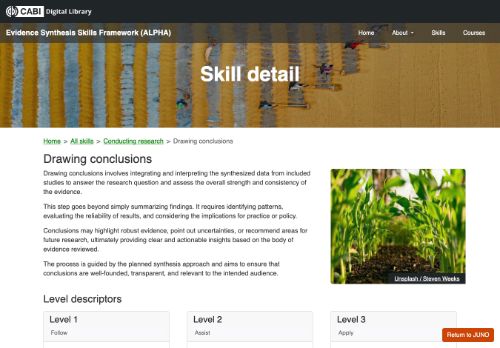 CABI Digital Library
Evidence Synthesis Skills Framework (ALPHA) Home About Skills Courses
Skill detail
Home > All skills > Conducting research > Drawing conclusions
Drawing conclusions
Drawing conclusions involves integrating and interpreting the synthesized data from included
studies to answer the research question and assess the overall strength and consistency of
the evidence.
This step goes beyond simply summarizing findings. It requires identifying patterns,
evaluating the reliability of results, and considering the implications for practice or policy.
Conclusions may highlight robust evidence, point out uncertainties, or recommend areas for
future research, ultimately providing clear and actionable insights based on the body of
evidence reviewed.
The process is guided by the planned synthesis approach and aims to ensure that
conclusions are well-founded, transparent, and relevant to the intended audience.
Unsplash / Steven Weeks
Level descriptors
Level 1
Follow
Level 2
Assist
Level 3
Apply
Return to JUNO